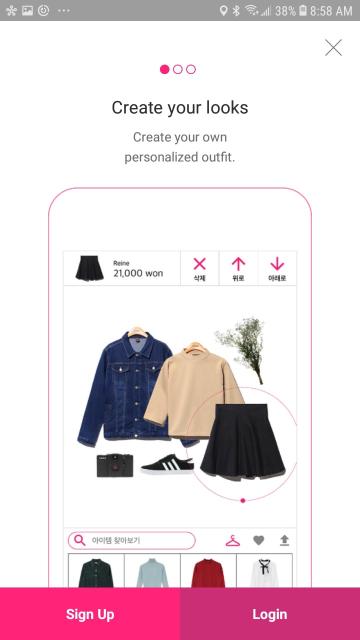 38% 8:58 AM
Create your looks
Create your own
personalized outfit.
Reine
21,000 won
삭제
위로
아래로
아이템 찾아보기
Sign Up
Login